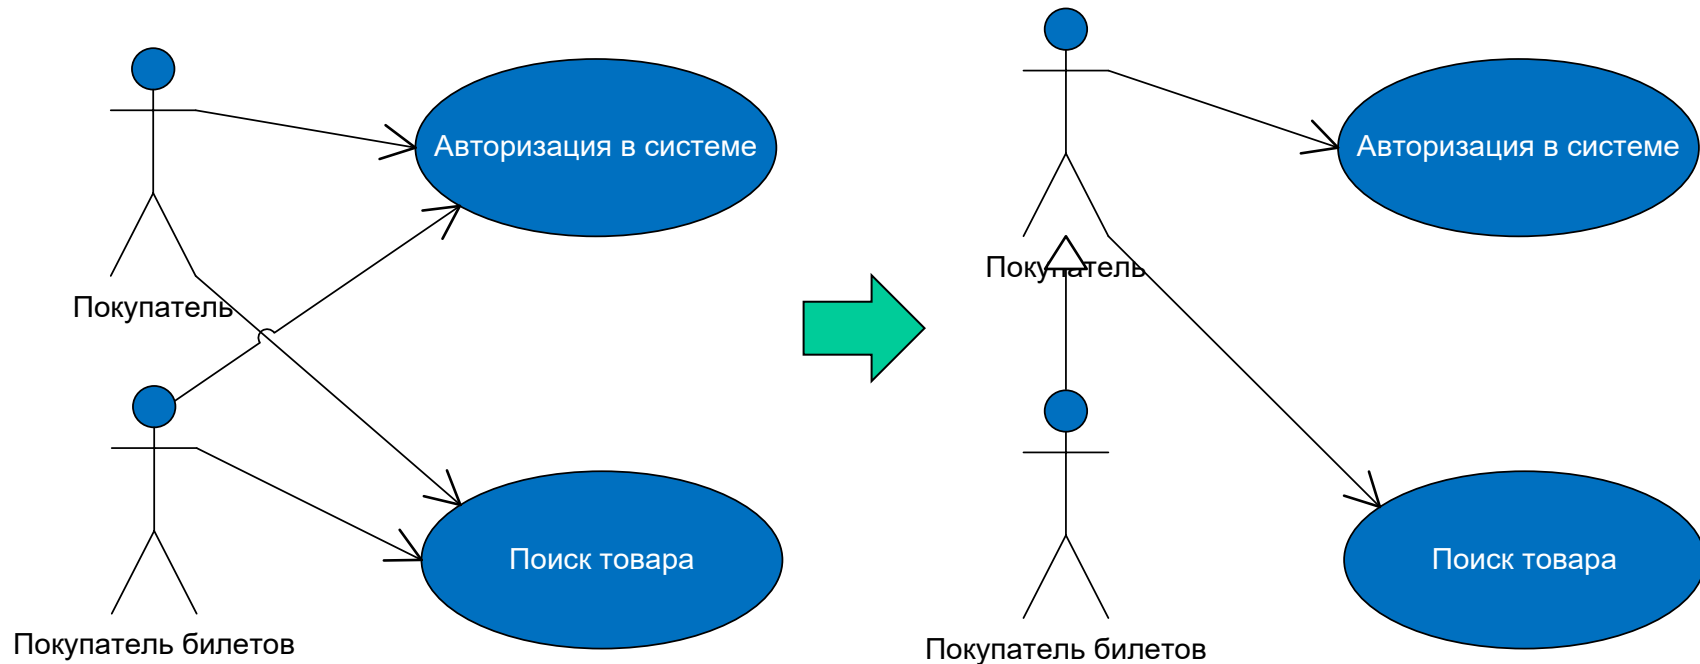 Авторизация в системе
Покупатель
Поиск товара
Покупатель билетов
Авторизация в системе
Покупатель
Поиск товара
Покупатель билетов